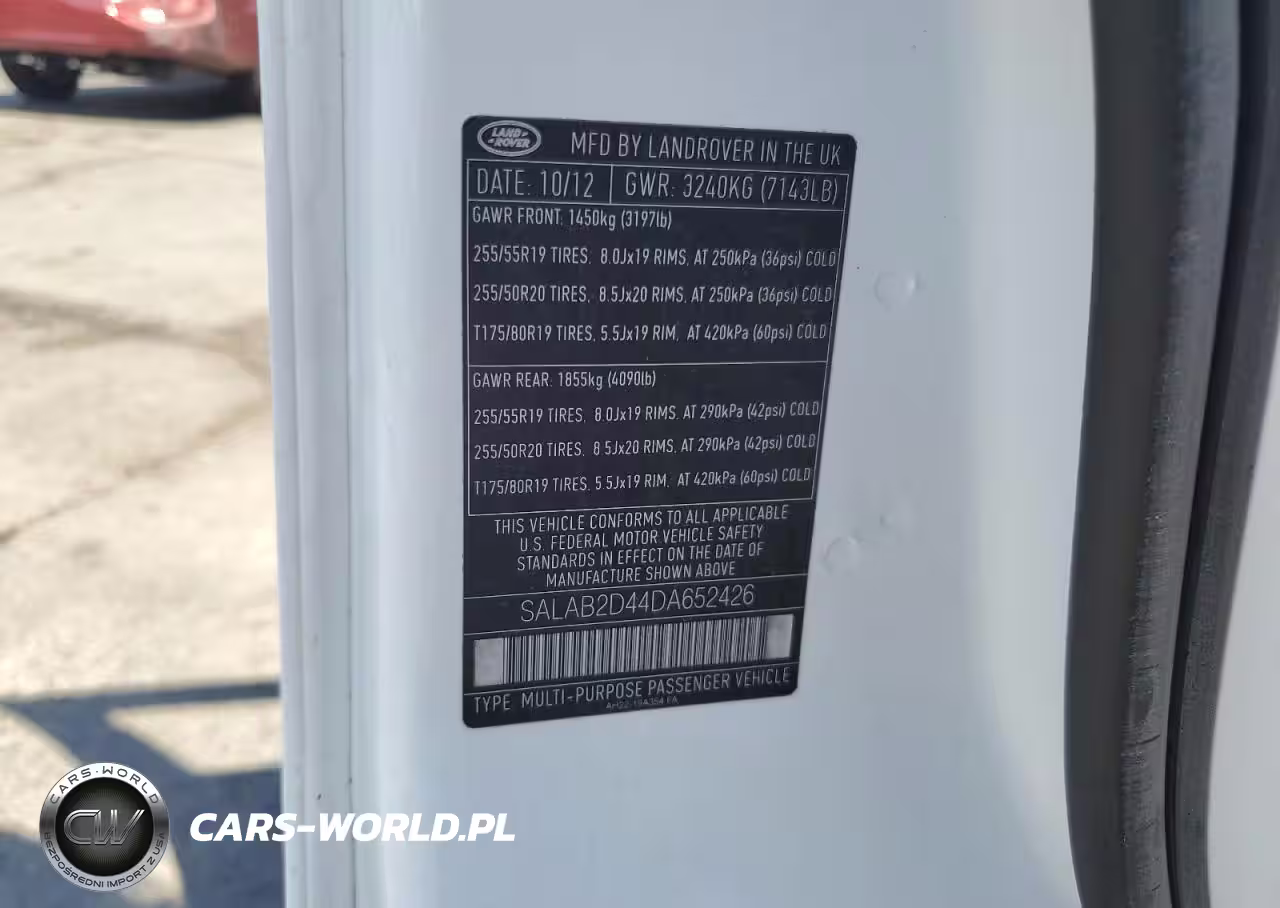 LAND ROVER
MFD BY LANDROVER IN THE UK
DATE: 10/12 GWR: 3240KG (7143LB)
GAWR FRONT: 1450kg (3197lb)
255/55R19 TIRES, 8.0Jx19 RIMS, AT 250kPa (36psi) COLD
255/50R20 TIRES, 8.5Jx20 RIMS, AT 250kPa (36psi) COLD
T175/80R19 TIRES, 5.5Jx19 RIM, AT 420kPa (60psi) COLD
GAWR REAR: 1855kg (4090lb)
255/55R19 TIRES, 8.0Jx19 RIMS, AT 290kPa (42psi) COLD
255/50R20 TIRES, 8.5Jx20 RIMS, AT 290kPa (42psi) COLD
T175/80R19 TIRES, 5.5Jx19 RIM, AT 420kPa (60psi) COLD
THIS VEHICLE CONFORMS TO ALL APPLICABLE
U.S. FEDERAL MOTOR VEHICLE SAFETY
STANDARDS IN EFFECT ON THE DATE OF
MANUFACTURE SHOWN ABOVE
SALAB2D44DA652426
TYPE MULTI-PURPOSE PASSENGER VEHICLE
CARS-WORLD
CW
BEZPOŚREDNI IMPORT Z USA
CARS-WORLD.PL